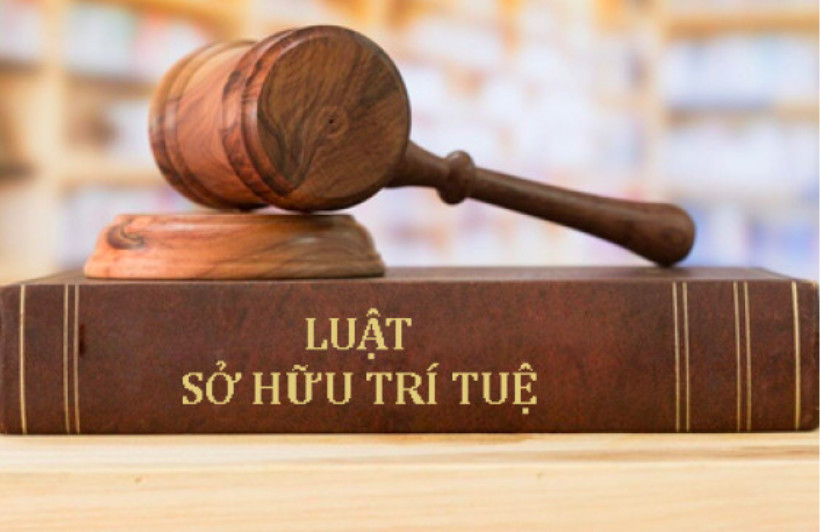 LUẬT
SỞ HỮU TRÍ TUỆ